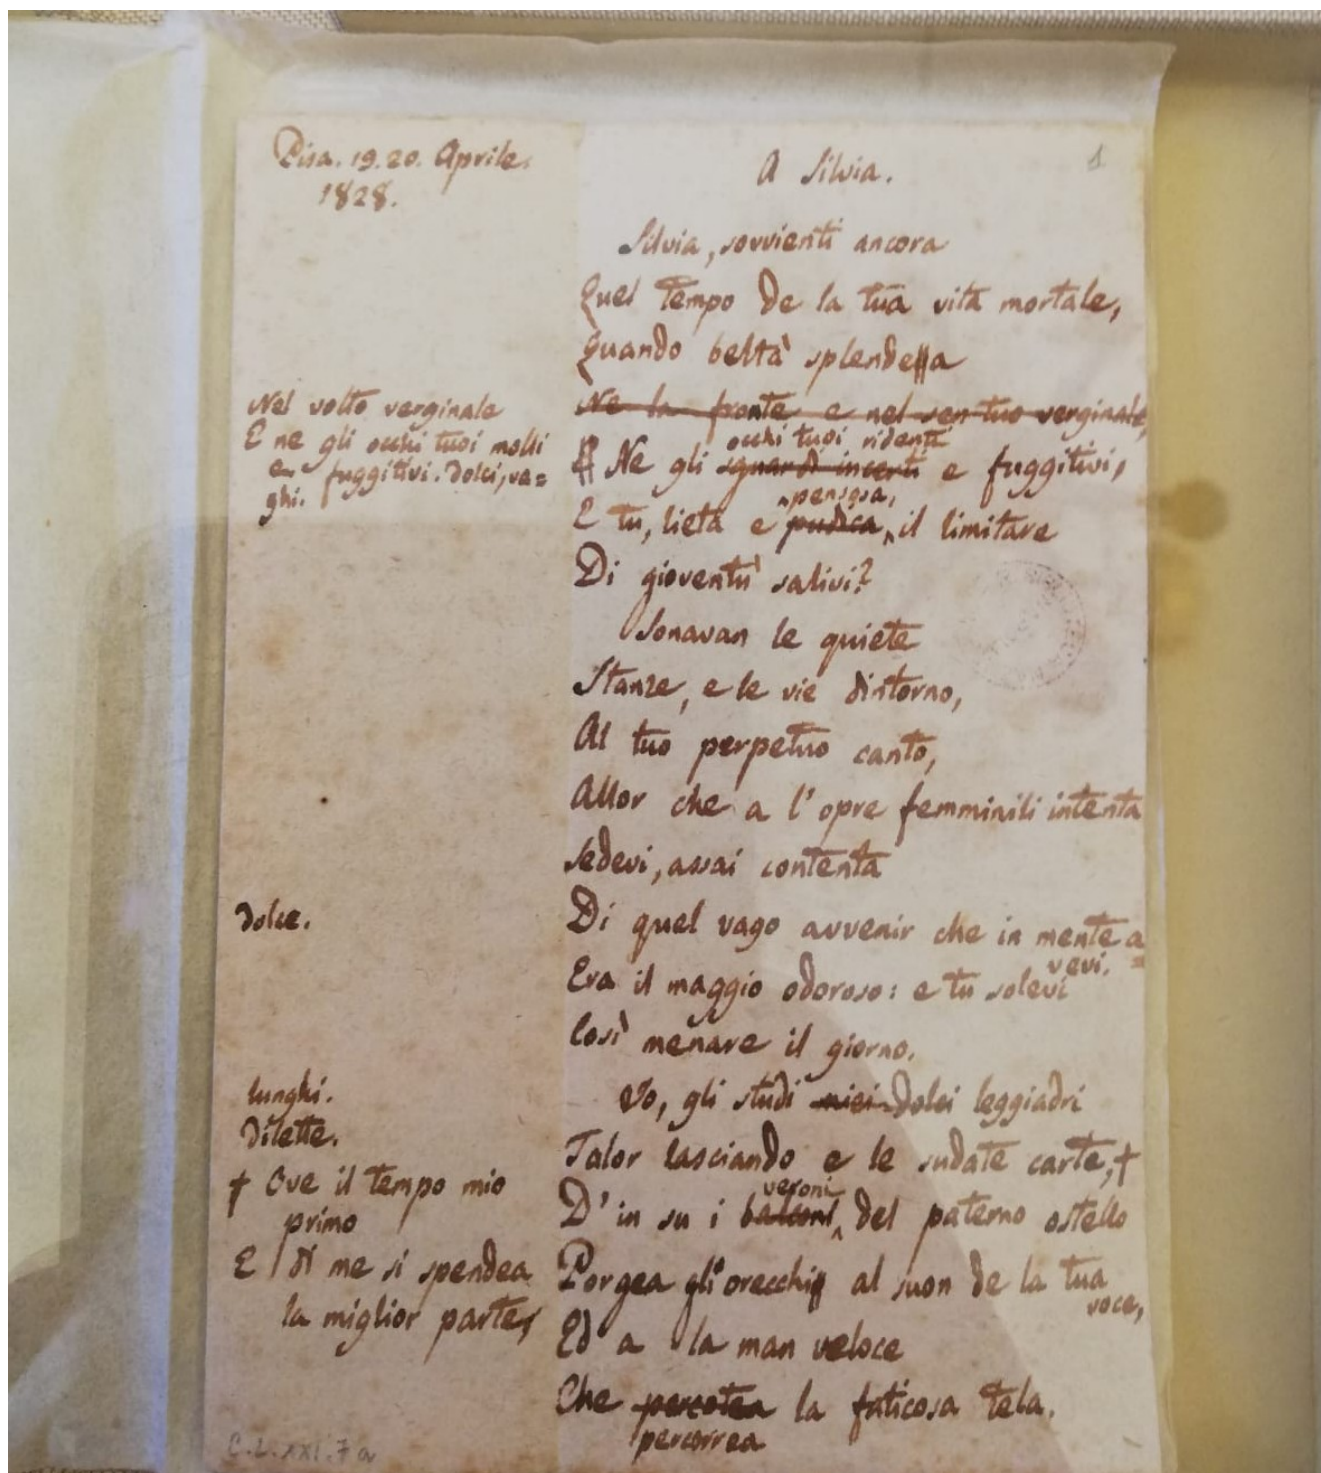 Pisa. 19. 20. Aprile.
1828.
A Silvia.
1
Silvia, sovvienti ancora
Quel tempo de la tua vita mortale,
Quando beltà splendea
Ne la fronte e nel sen tuo verginale,
Nel volto verginale
E ne gli occhi tuoi molli
e fuggitivi. dolci, va=
ghi.
occhi tuoi ridenti
Ne gli sguardi incerti e fuggitivi,
pensosa,
E tu, lieta e pudica, il limitare
Di gioventù salivi?
Sonavan le quiete
Stanze, e le vie dintorno,
Al tuo perpetuo canto,
Allor che a l'opre femminili intenta
Sedevi, assai contenta
dolce.
Di quel vago avvenir che in mente a=
vevi.
Era il maggio odoroso: e tu solevi
Così menare il giorno.
lunghi.
Dilette.
Io, gli studi miei dolci leggiadri
Talor lasciando e le sudate carte, †
† Ove il tempo mio
primo
E di me si spendea
la miglior parte,
veroni
D'in su i balconi del paterno ostello
Porgea gli orecchi al suon de la tua
voce,
Ed a la man veloce
Che percotea la faticosa tela.
percorrea
C.L.XXI.7a